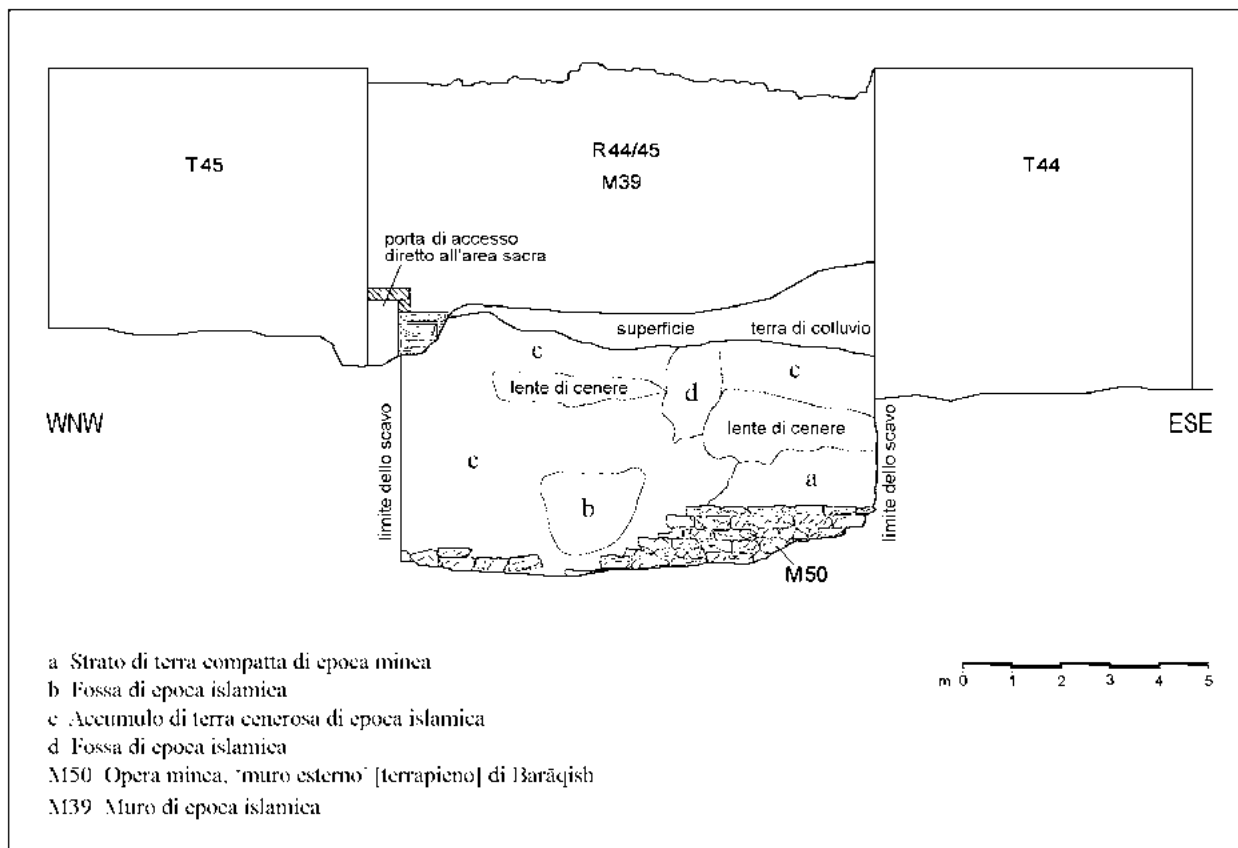 T45
R44/45
M39
T44
porta di accesso
diretto all'area sacra
superficie
terra di colluvio
c
c
lente di cenere
d
WNW
ESE
limite dello scavo
lente di cenere
limite dello scavo
c
a
b
M50
a Strato di terra compatta di epoca minea
b Fossa di epoca islamica
c Accumulo di terra cenerosa di epoca islamica
d Fossa di epoca islamica
M50 Opera minea, "muro esterno" [terrapieno] di Barāqish
M39 Muro di epoca islamica
m 0 1 2 3 4 5